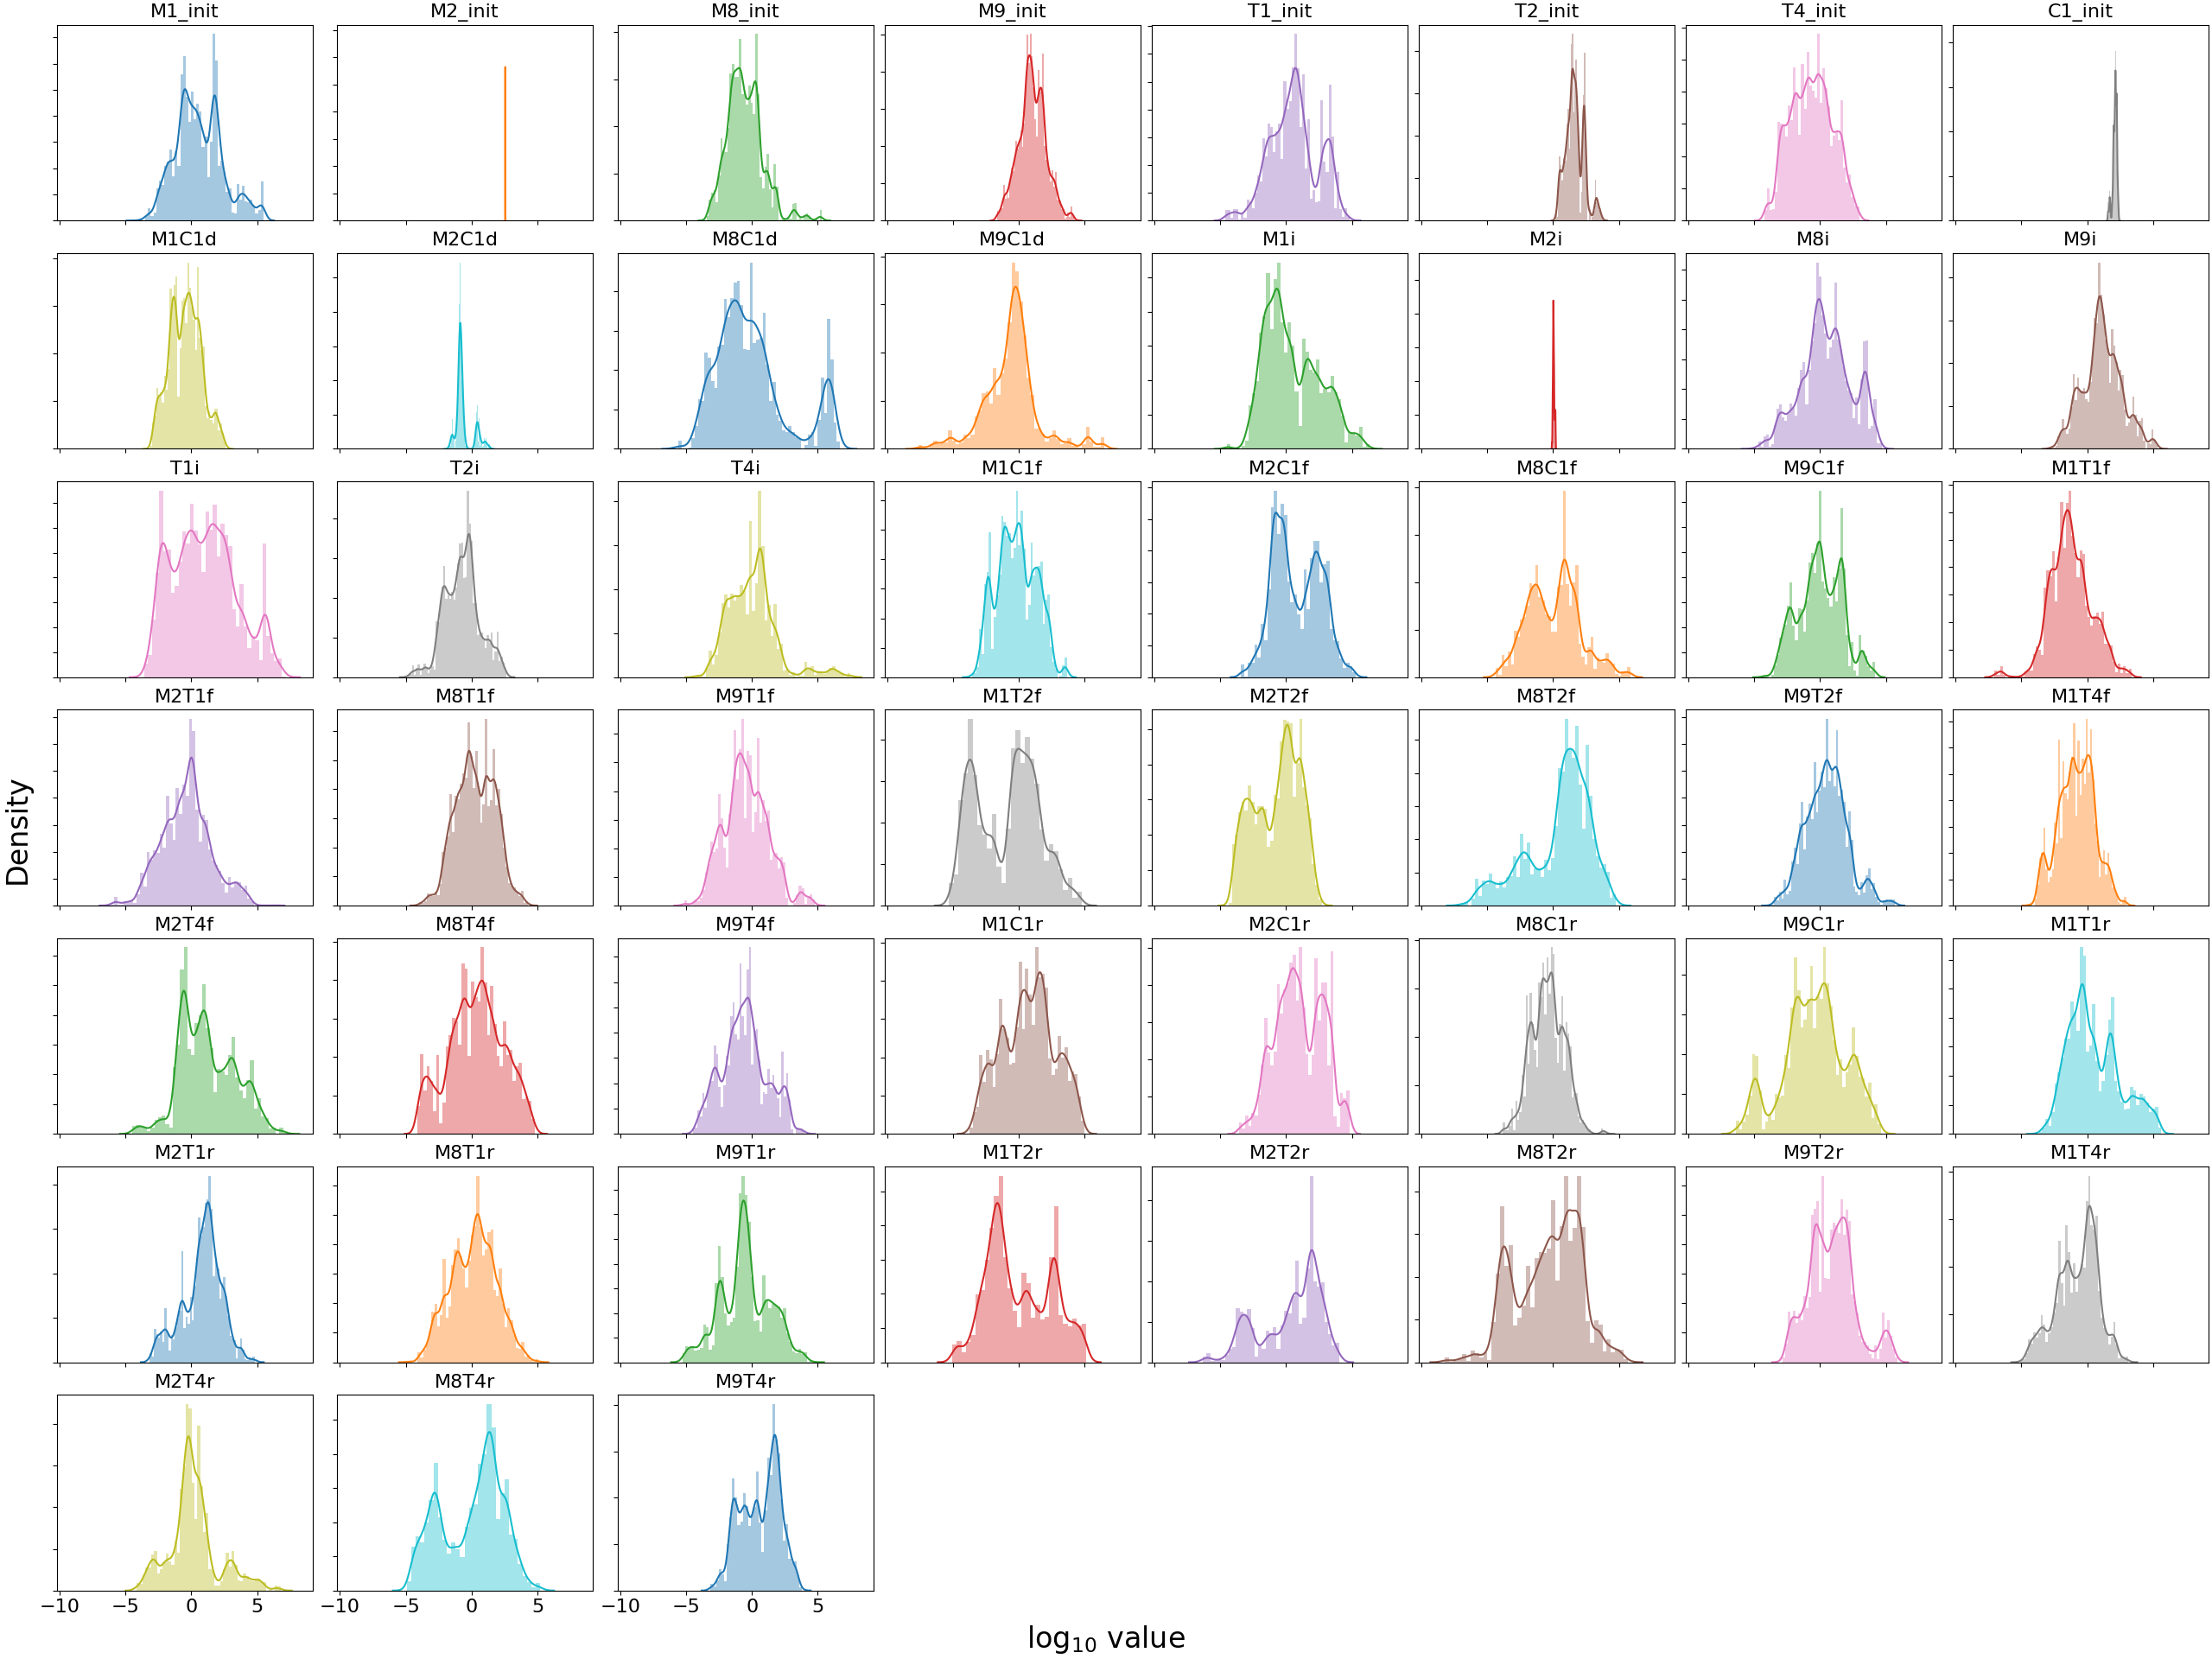 M1_init M2_init M8_init M9_init T1_init T2_init T4_init C1_init
M1C1d M2C1d M8C1d M9C1d M1i M2i M8i M9i
T1i T2i T4i M1C1f M2C1f M8C1f M9C1f M1T1f
M2T1f M8T1f M9T1f M1T2f M2T2f M8T2f M9T2f M1T4f
Density
M2T4f M8T4f M9T4f M1C1r M2C1r M8C1r M9C1r M1T1r
M2T1r M8T1r M9T1r M1T2r M2T2r M8T2r M9T2r M1T4r
M2T4r M8T4r M9T4r
−10 −5 0 5 −10 −5 0 5 −10 −5 0 5
log₁₀ value